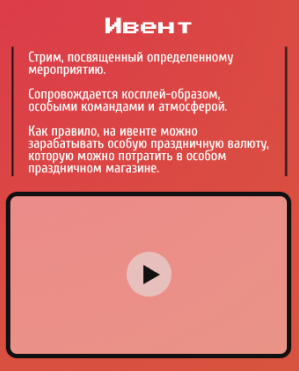 Ивент
Стрим, посвященный определенному
мероприятию.
Сопровождается косплей-образом,
особыми командами и атмосферой.
Как правило, на ивенте можно
зарабатывать особую праздничную валюту,
которую можно потратить в особом
праздничном магазине.